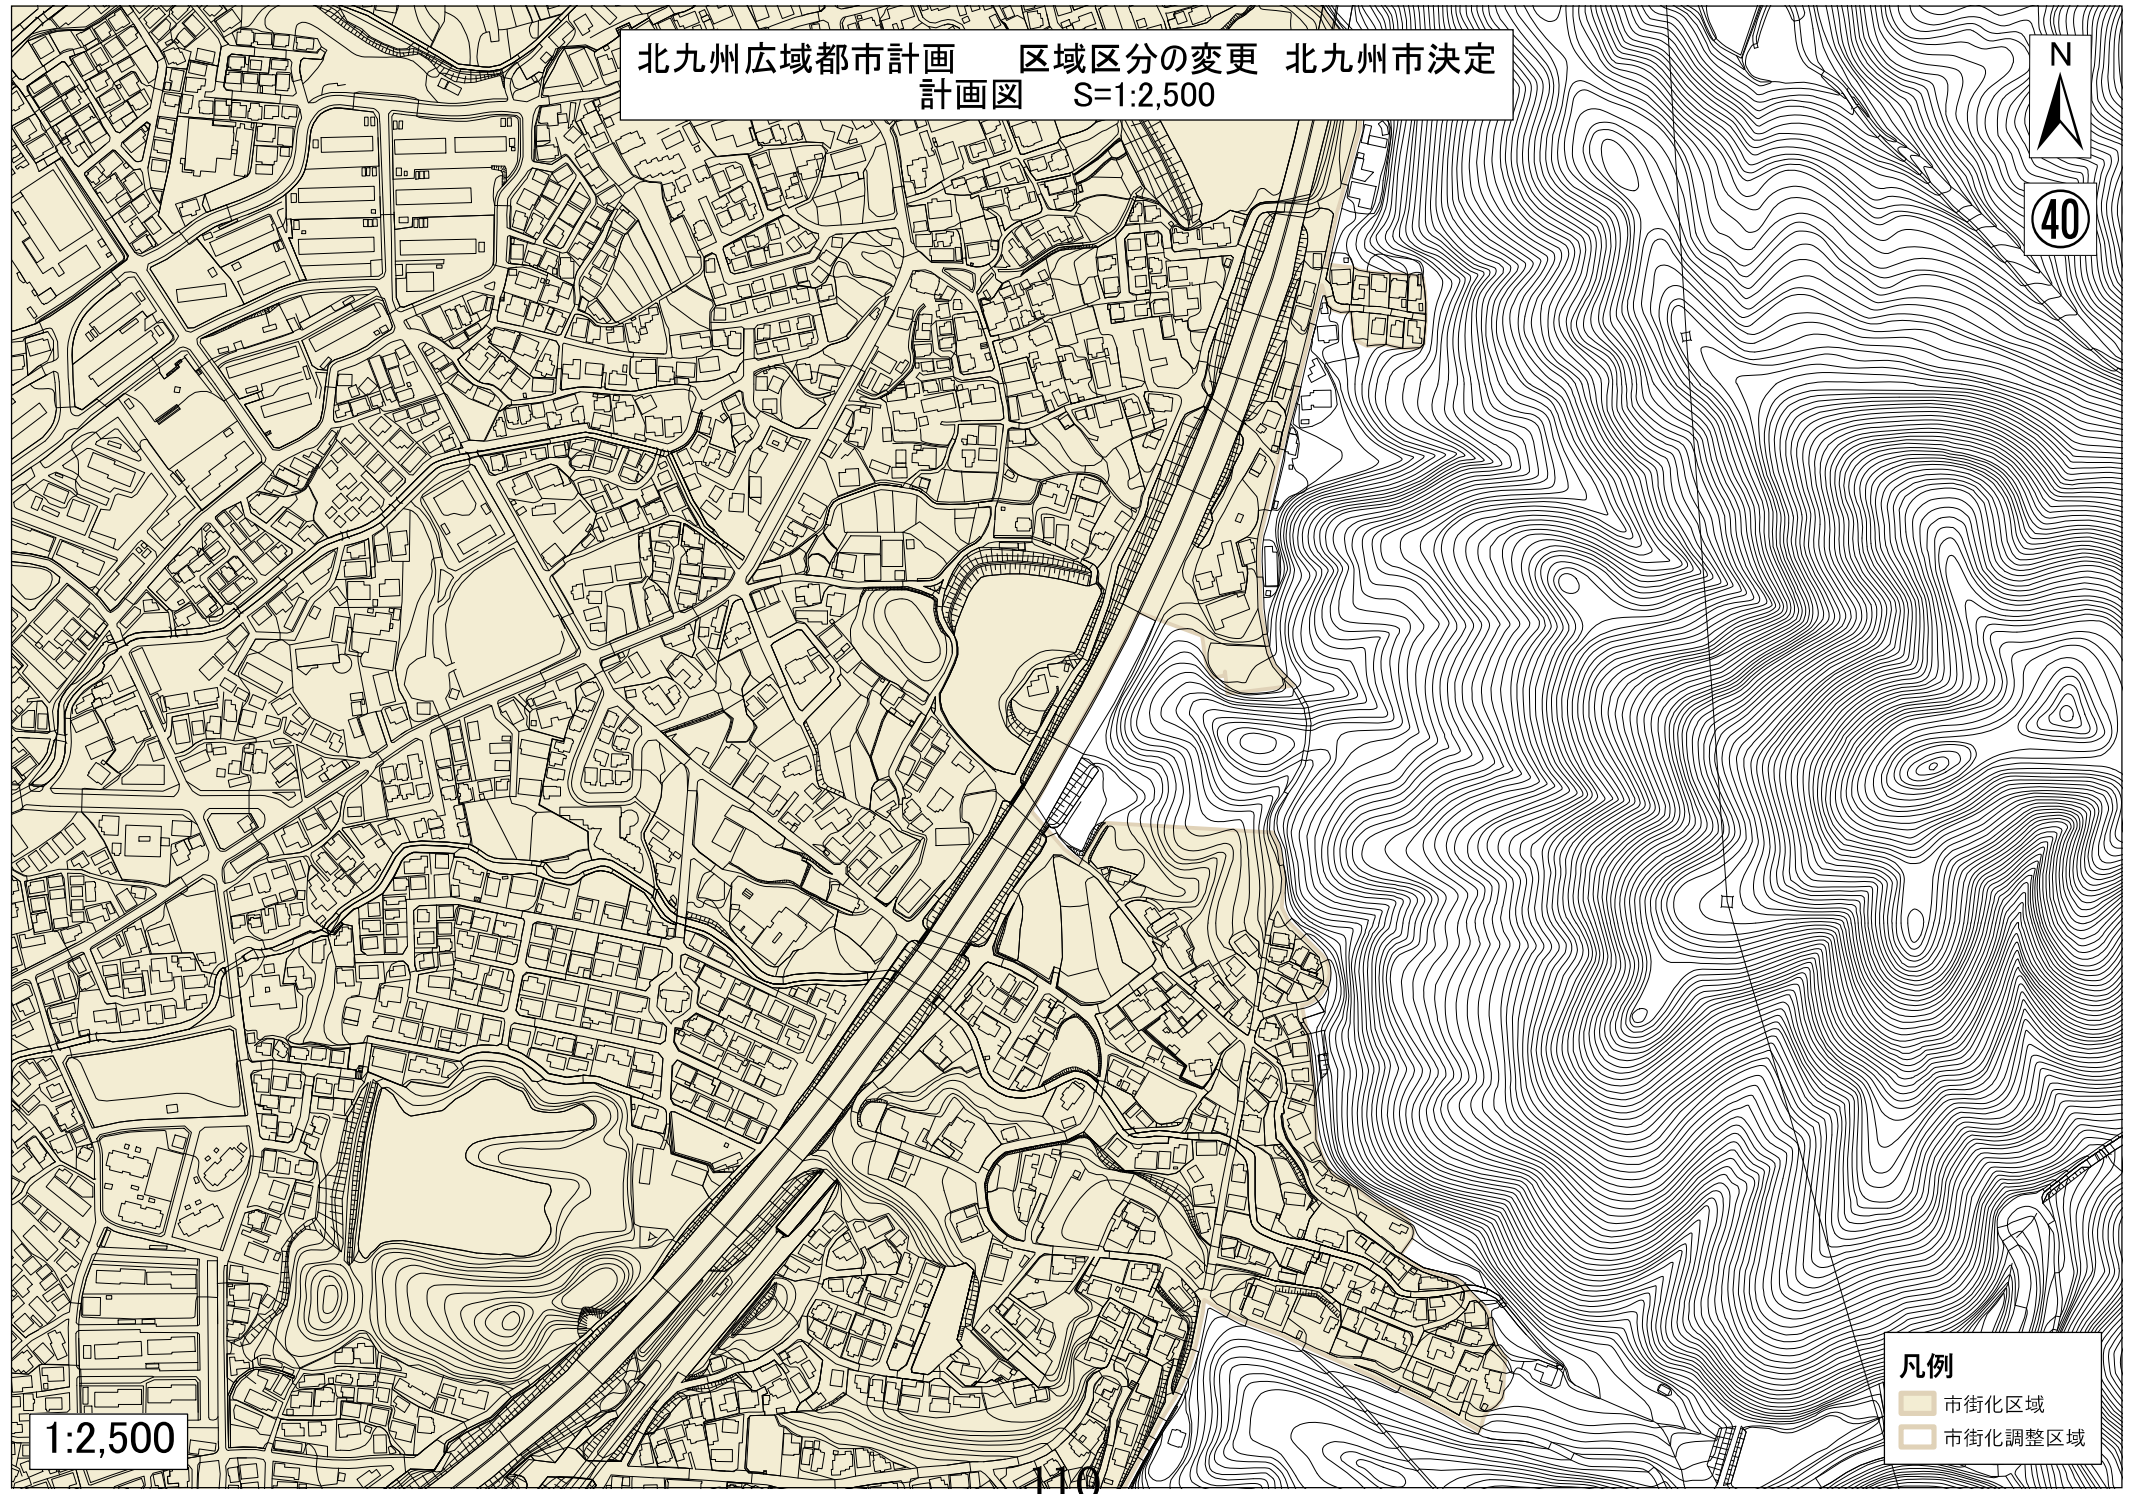 北九州広域都市計画　　区域区分の変更　北九州市決定
計画図　S=1:2,500
N
㊵
凡例
市街化区域
市街化調整区域
1:2,500
110